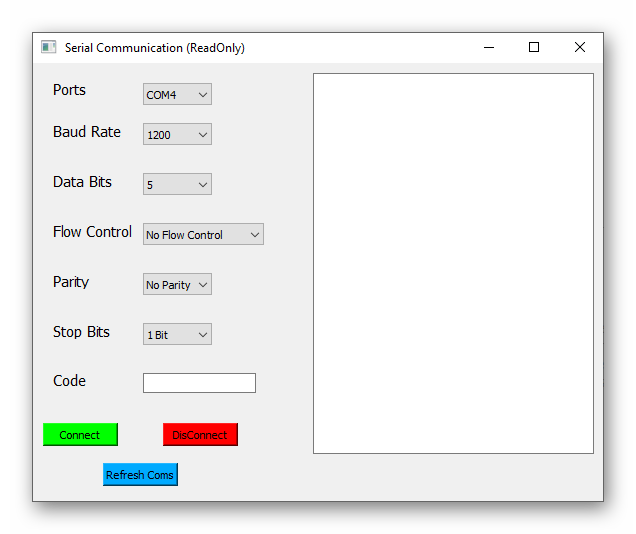 Serial Communication (ReadOnly)
Ports
COM4
Baud Rate
1200
Data Bits
5
Flow Control
No Flow Control
Parity
No Parity
Stop Bits
1 Bit
Code
Connect
DisConnect
Refresh Coms